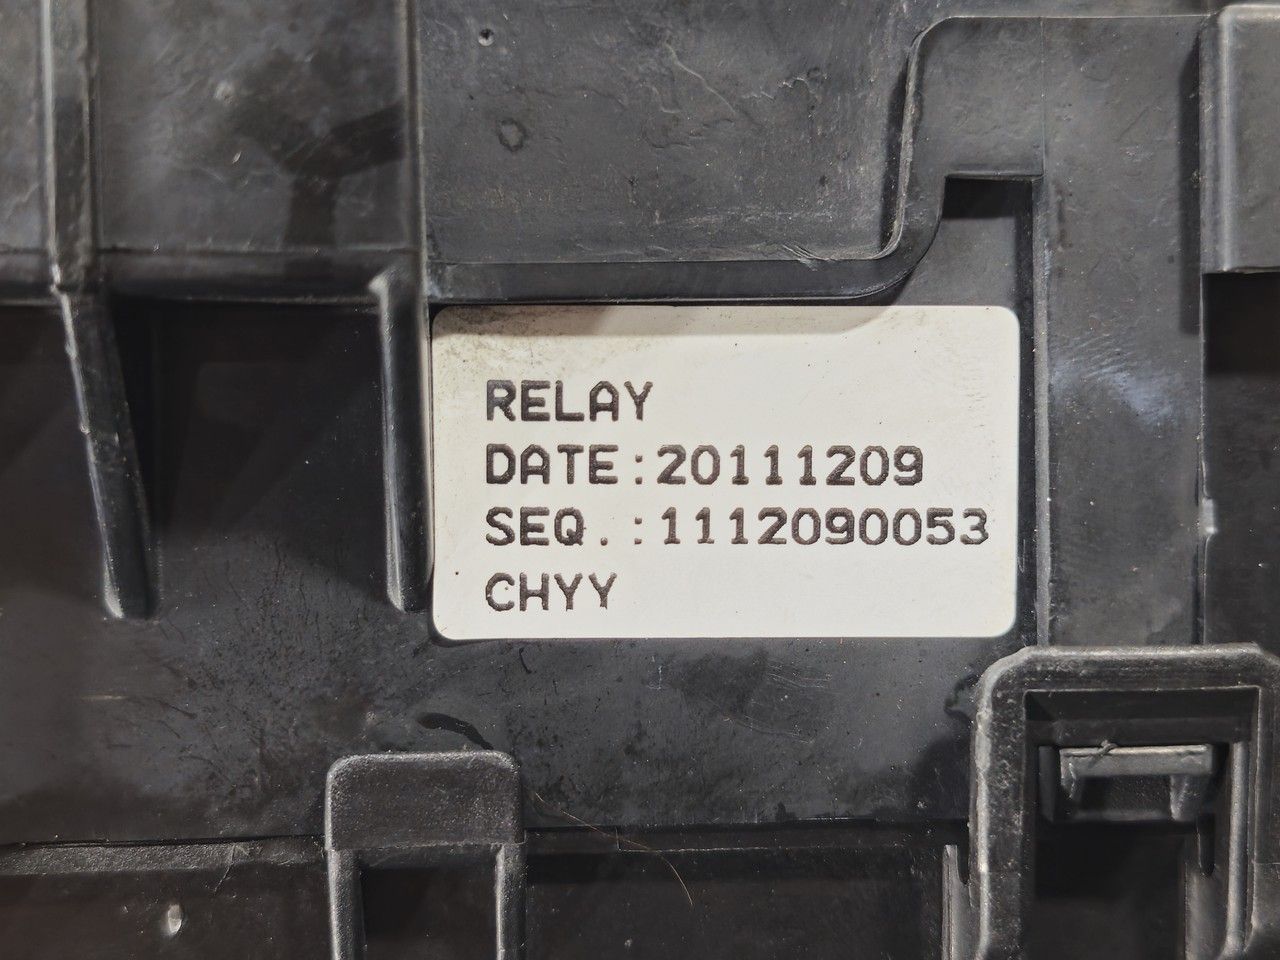 RELAY
DATE:20111209
SEQ.:1112090053
CHYY